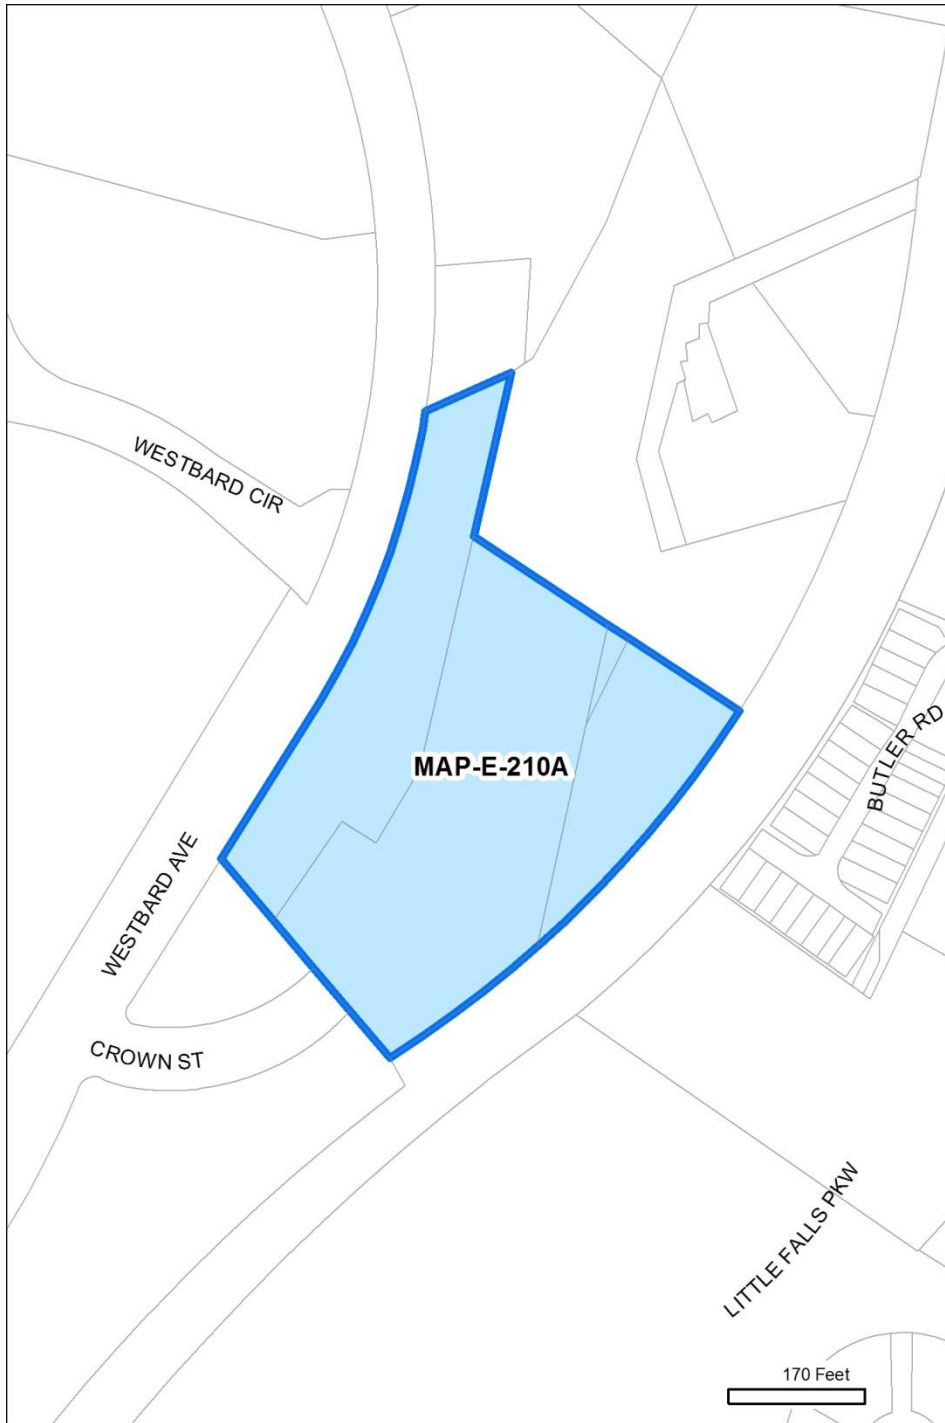 WESTBARD CIR
BUTLER RD
MAP-E-210A
WESTBARD AVE
CROWN ST
LITTLE FALLS PKW
170 Feet